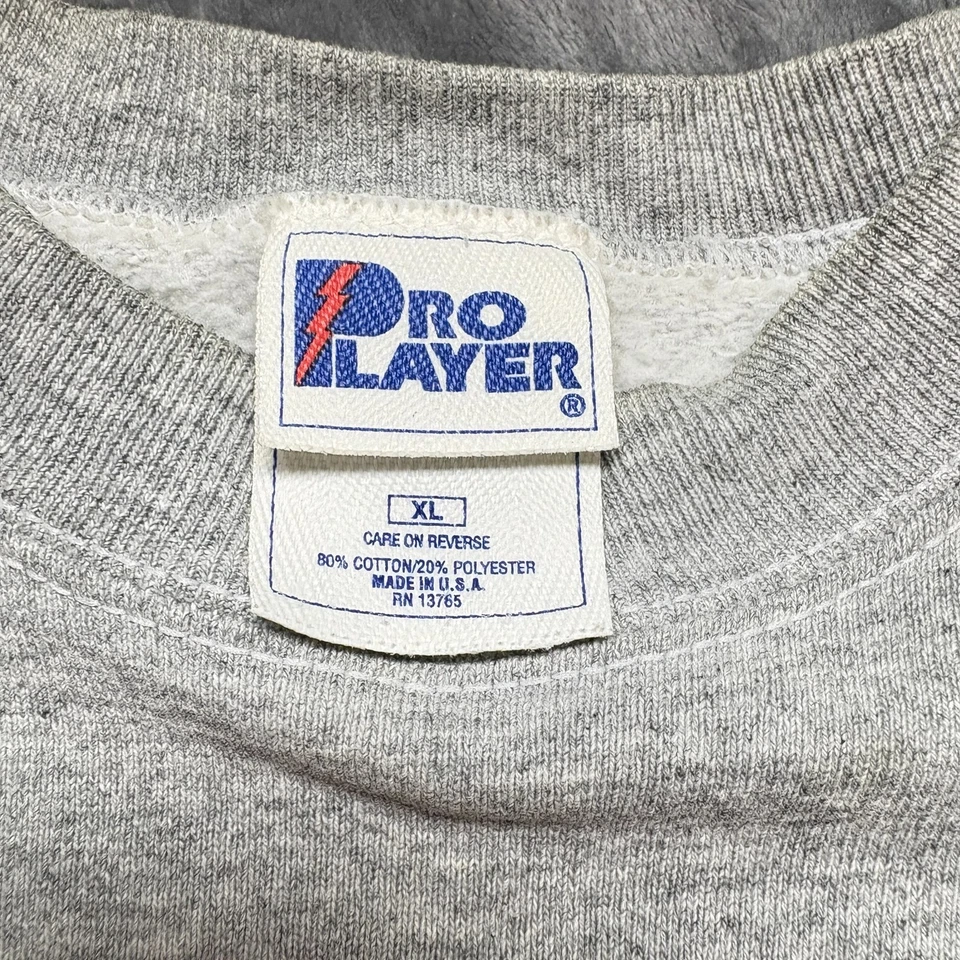 PRO
PLAYER
®
XL
CARE ON REVERSE
80% COTTON/20% POLYESTER
MADE IN U.S.A.
RN 13765